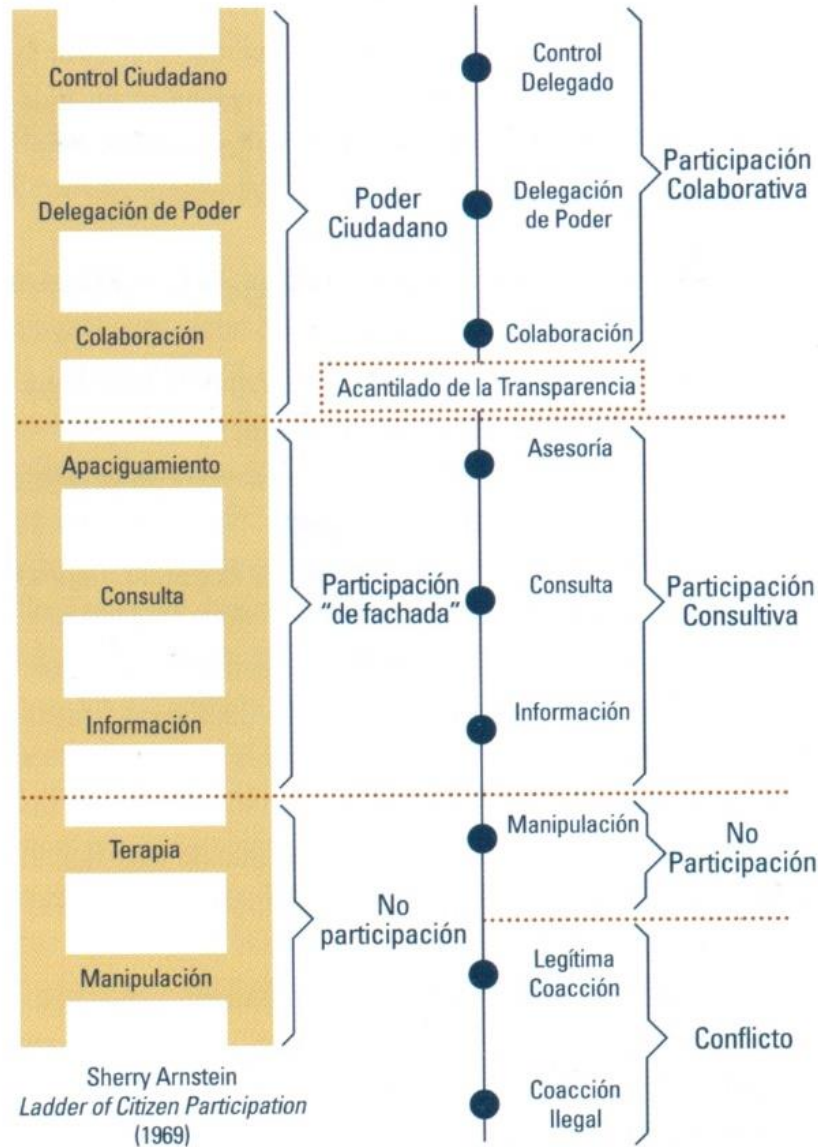 Control Ciudadano
Delegación de Poder
Colaboración
Apaciguamiento
Consulta
Información
Terapia
Manipulación
Poder
Ciudadano
Participación
“de fachada”
No
participación
Sherry Arnstein
Ladder of Citizen Participation
(1969)
Control
Delegado
Delegación
de Poder
Colaboración
Acantilado de la Transparencia
Asesoría
Consulta
Información
Manipulación
Legítima
Coacción
Coacción
Ilegal
Participación
Colaborativa
Participación
Consultiva
No
Participación
Conflicto